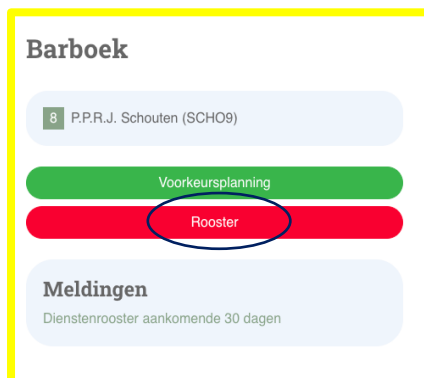 Barboek
8 P.P.R.J. Schouten (SCHO9)
Voorkeursplanning
Rooster
Meldingen
Dienstenrooster aankomende 30 dagen